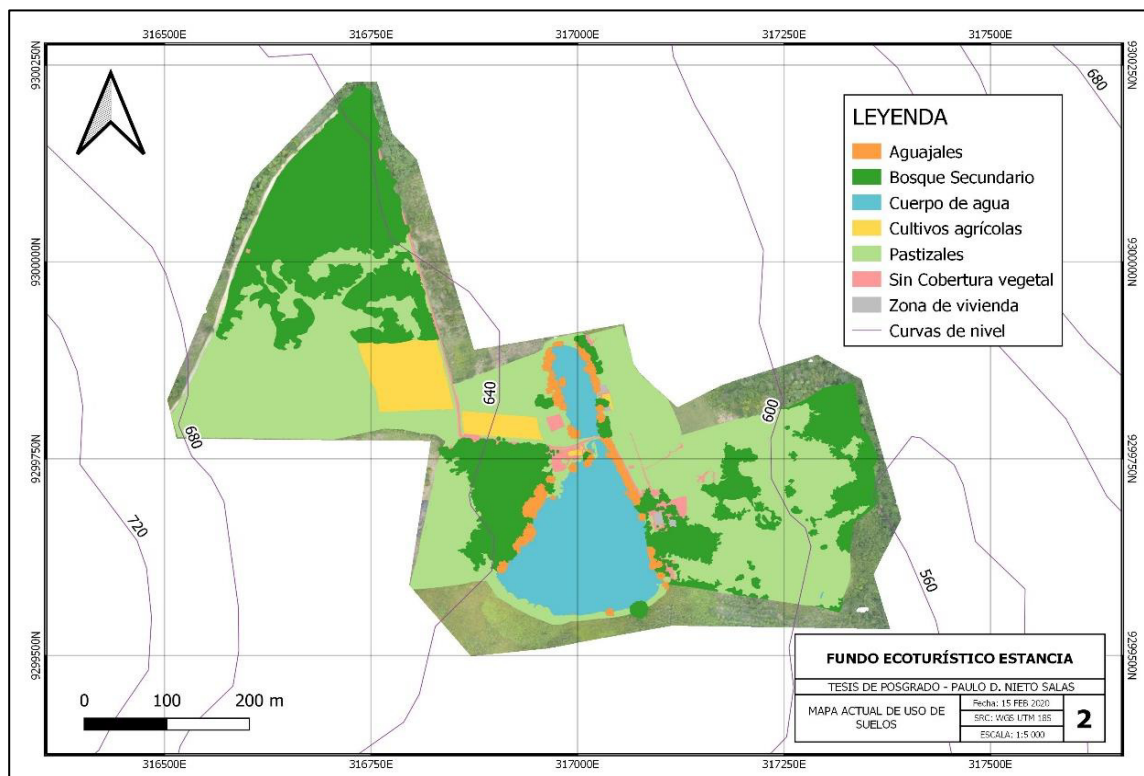 316500E
316750E
317000E
317250E
317500E
9300250N
9300250N
680
LEYENDA
Aguajales
Bosque Secundario
Cuerpo de agua
Cultivos agrícolas
Pastizales
Sin Cobertura vegetal
Zona de vivienda
Curvas de nivel
9300000N
9300000N
640
600
680
9299750N
9299750N
720
560
9299500N
9299500N
0 100 200 m
FUNDO ECOTURÍSTICO ESTANCIA
TESIS DE POSGRADO - PAULO D. NIETO SALAS
MAPA ACTUAL DE USO DE
SUELOS
Fecha: 15 FEB 2020
SRC: WGS UTM 18S
ESCALA: 1:5 000
2
316500E
316750E
317000E
317250E
317500E